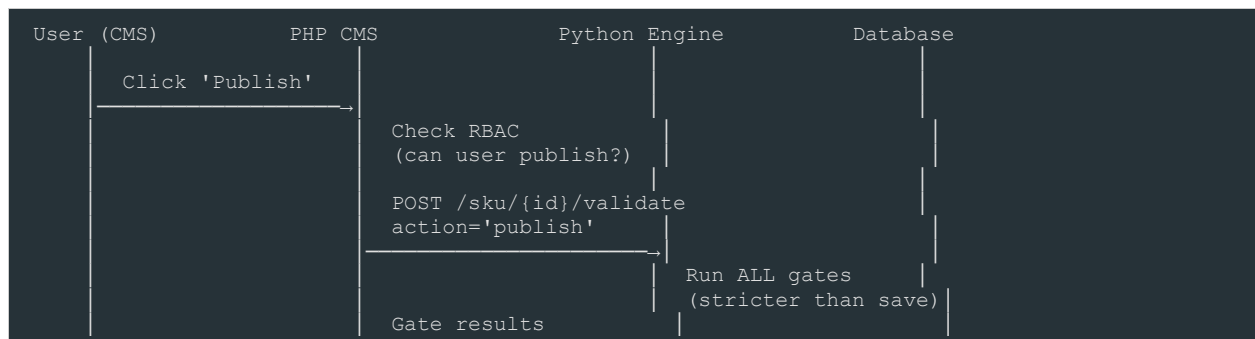 User (CMS) PHP CMS Python Engine Database
Click 'Publish'
Check RBAC
(can user publish?)
POST /sku/{id}/validate
action='publish'
Run ALL gates
(stricter than save)
Gate results